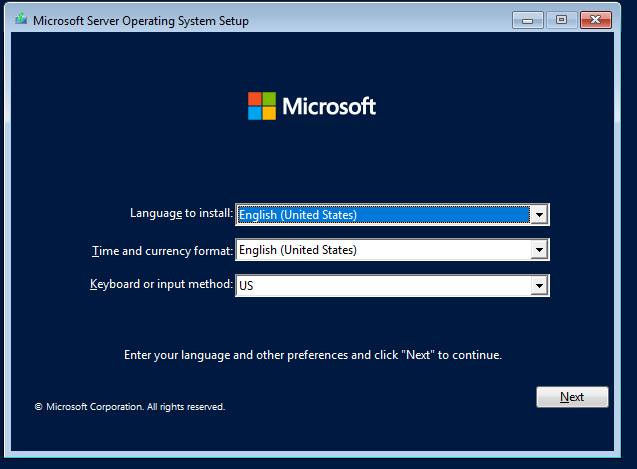 Microsoft Server Operating System Setup
Microsoft
Language to install: English (United States)
Time and currency format: English (United States)
Keyboard or input method: US
Enter your language and other preferences and click "Next" to continue.
Next
© Microsoft Corporation. All rights reserved.